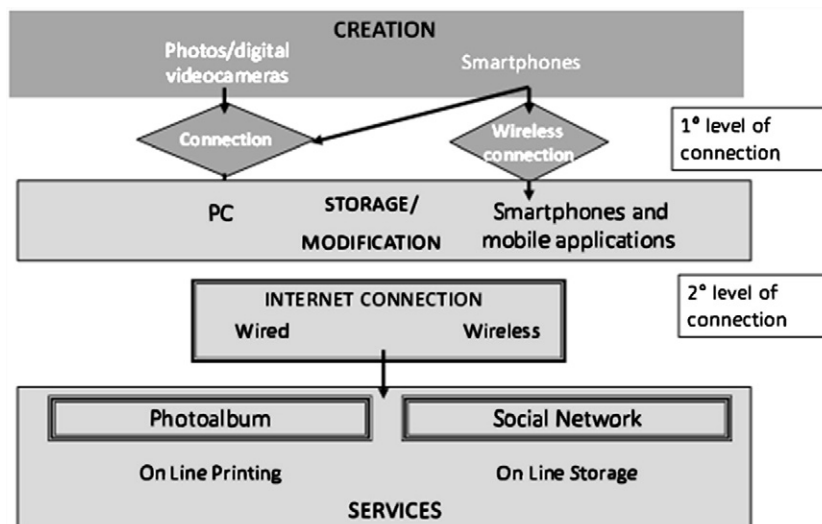 CREATION
Photos/digital
videocameras
Smartphones
Connection
Wireless
connection
1° level of
connection
PC
STORAGE/
MODIFICATION
Smartphones and
mobile applications
2° level of
connection
INTERNET CONNECTION
Wired
Wireless
Photoalbum
Social Network
On Line Printing
On Line Storage
SERVICES